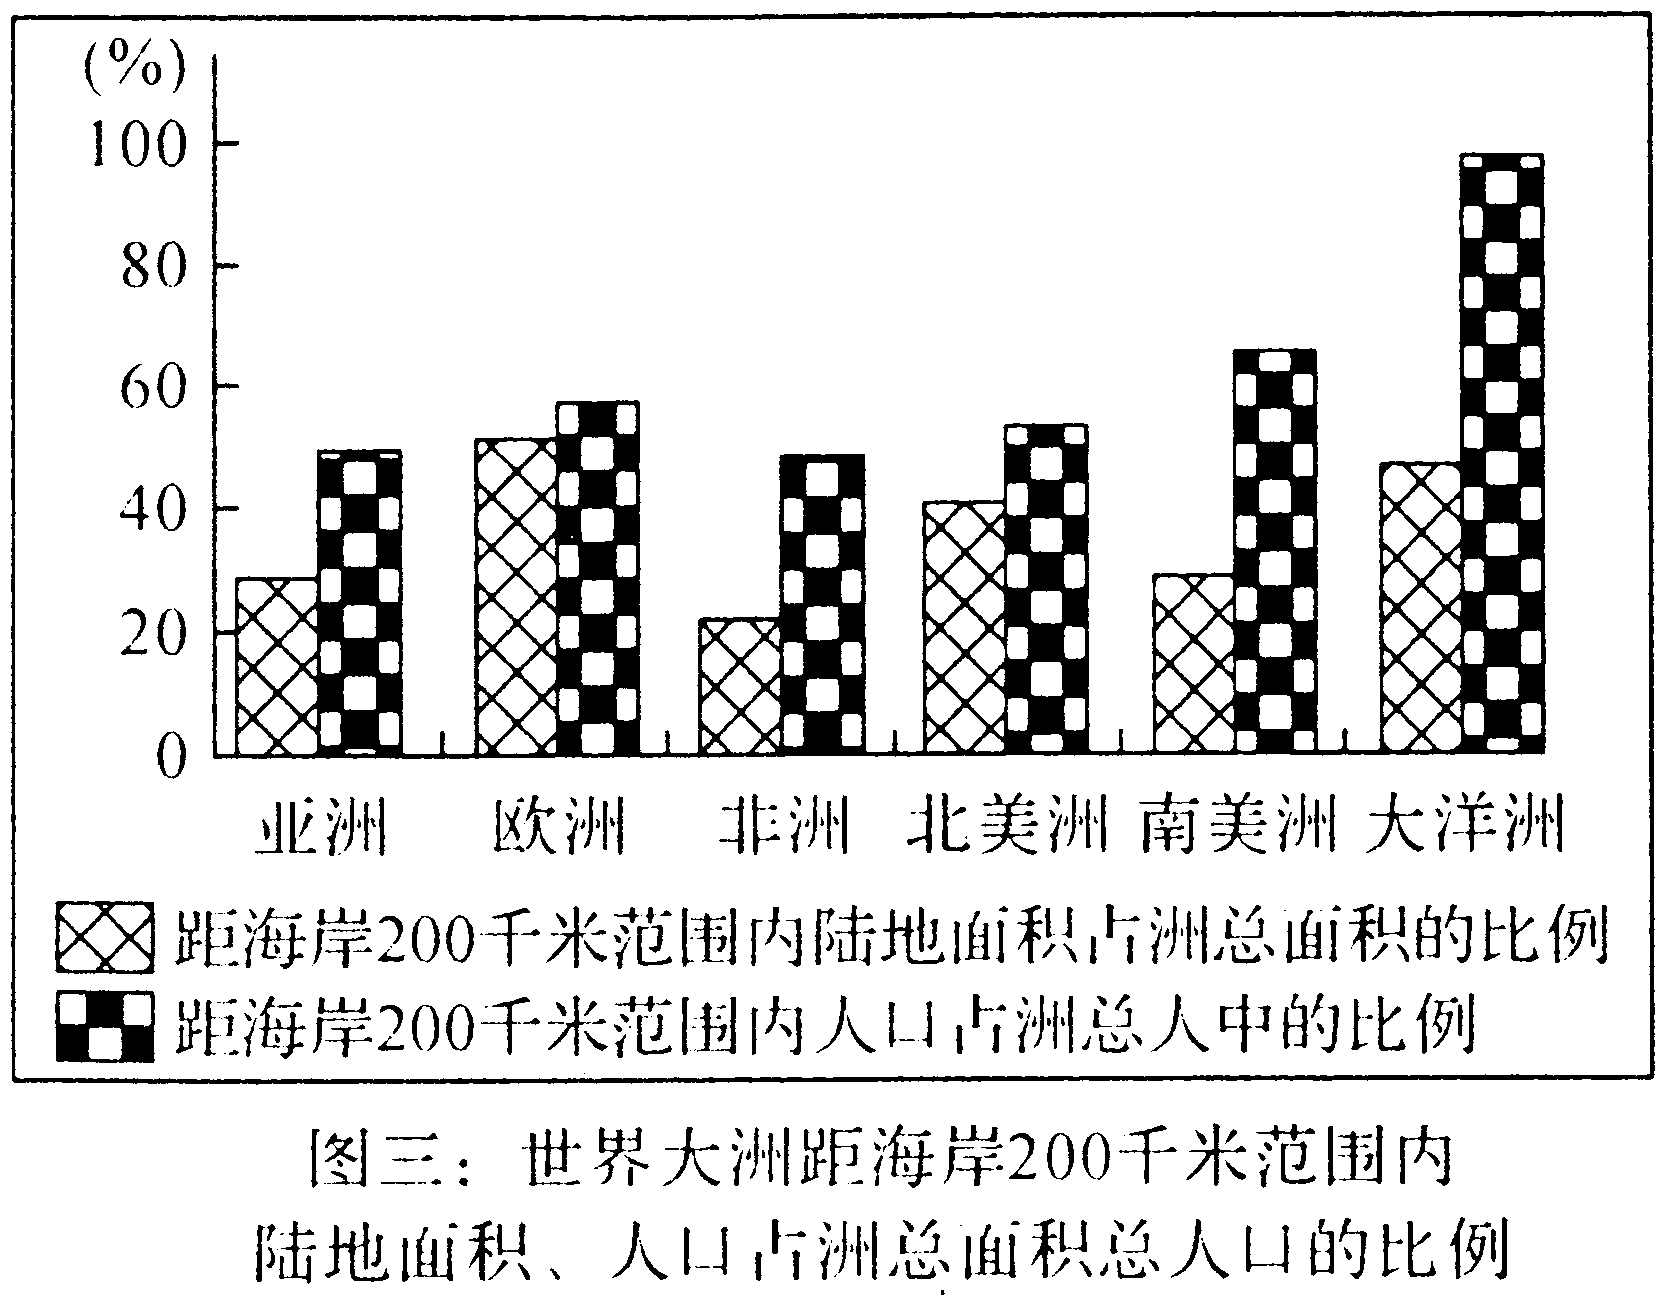 (%)
100
80
60
40
20
0
亚洲 欧洲 非洲 北美洲 南美洲 大洋洲
距海岸200千米范围内陆地面积占洲总面积的比例
距海岸200千米范围内人口占洲总人中的比例
图三：世界大洲距海岸200千米范围内
陆地面积、人口占洲总面积总人口的比例